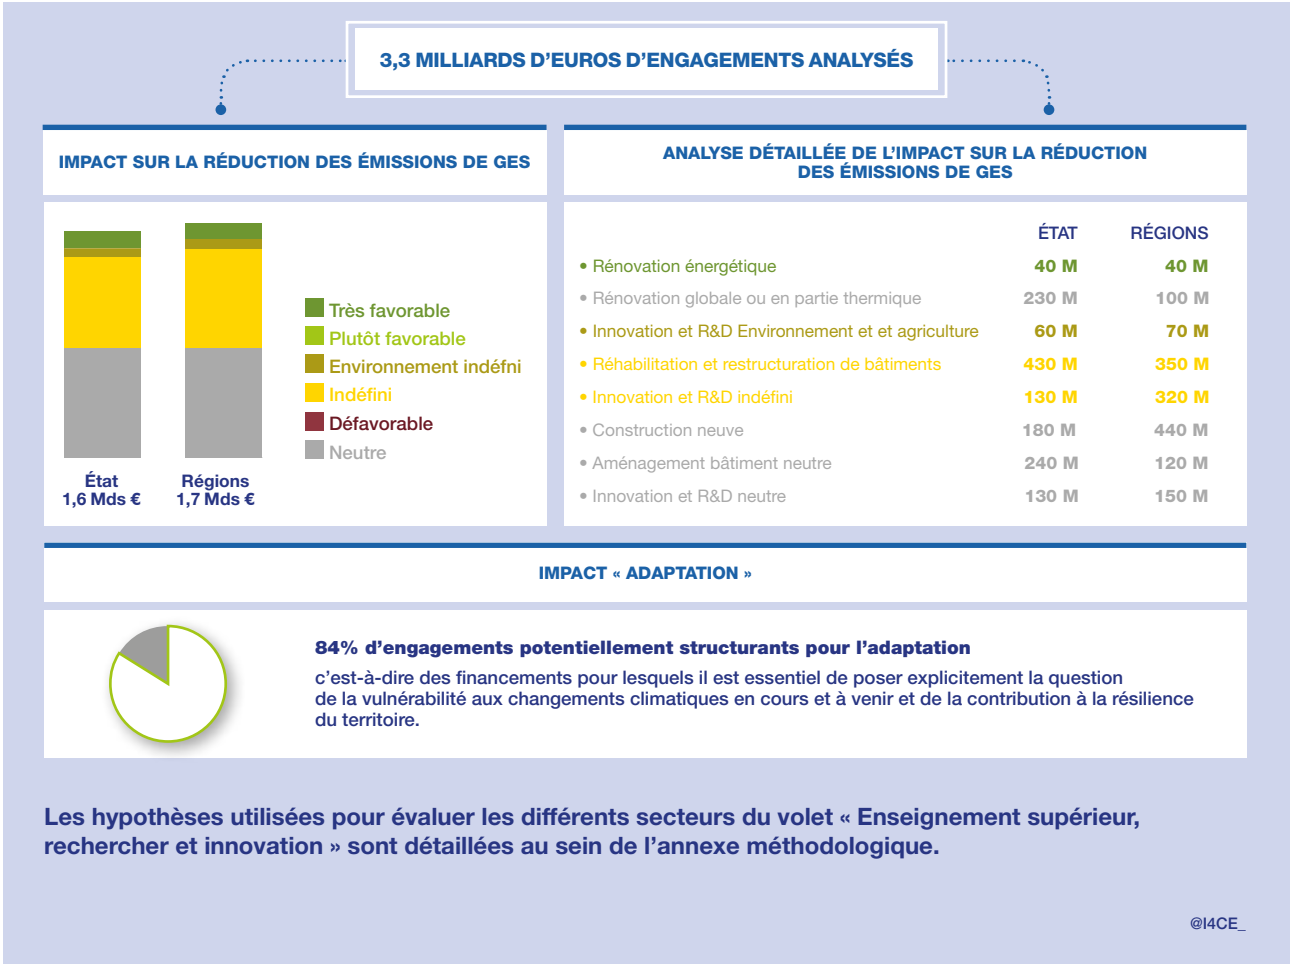 3,3 MILLIARDS D’EUROS D’ENGAGEMENTS ANALYSÉS
IMPACT SUR LA RÉDUCTION DES ÉMISSIONS DE GES
Très favorable
Plutôt favorable
Environnement indéfni
Indéfini
Défavorable
Neutre
État
1,6 Mds €
Régions
1,7 Mds €
ANALYSE DÉTAILLÉE DE L’IMPACT SUR LA RÉDUCTION
DES ÉMISSIONS DE GES
ÉTAT RÉGIONS
• Rénovation énergétique 40 M 40 M
• Rénovation globale ou en partie thermique 230 M 100 M
• Innovation et R&D Environnement et et agriculture 60 M 70 M
• Réhabilitation et restructuration de bâtiments 430 M 350 M
• Innovation et R&D indéfini 130 M 320 M
• Construction neuve 180 M 440 M
• Aménagement bâtiment neutre 240 M 120 M
• Innovation et R&D neutre 130 M 150 M
IMPACT « ADAPTATION »
84% d’engagements potentiellement structurants pour l’adaptation
c’est-à-dire des financements pour lesquels il est essentiel de poser explicitement la question
de la vulnérabilité aux changements climatiques en cours et à venir et de la contribution à la résilience
du territoire.
Les hypothèses utilisées pour évaluer les différents secteurs du volet « Enseignement supérieur,
rechercher et innovation » sont détaillées au sein de l’annexe méthodologique.
@I4CE_